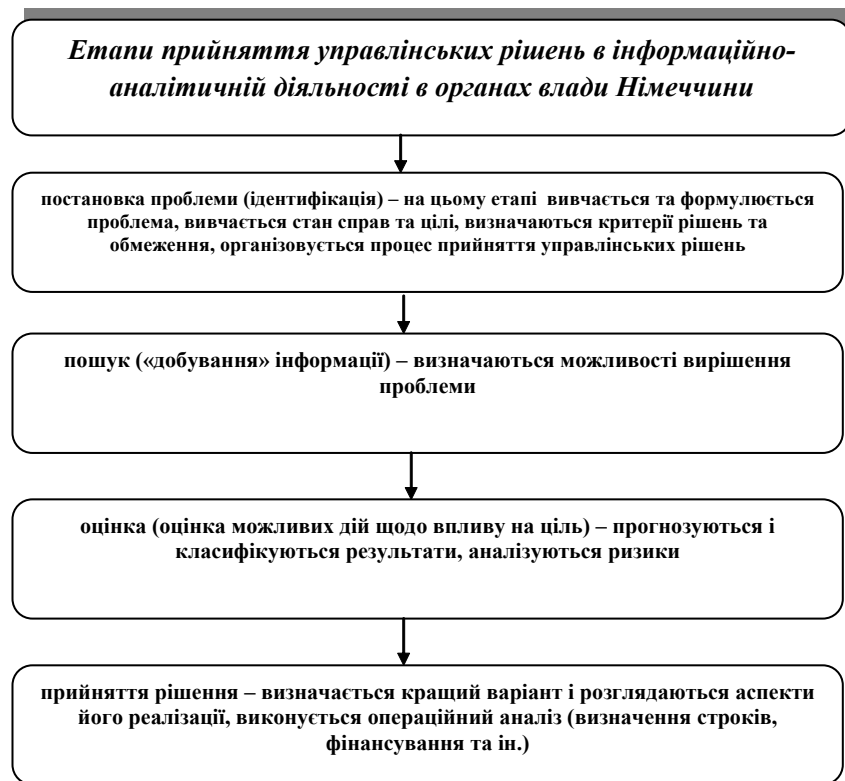 Етапи прийняття управлінських рішень в інформаційно-
аналітичній діяльності в органах влади Німеччини
постановка проблеми (ідентифікація) – на цьому етапі вивчається та формулюється
проблема, вивчається стан справ та цілі, визначаються критерії рішень та
обмеження, організовується процес прийняття управлінських рішень
пошук («добування» інформації) – визначаються можливості вирішення
проблеми
оцінка (оцінка можливих дій щодо впливу на ціль) – прогнозуються і
класифікуються результати, аналізуються ризики
прийняття рішення – визначається кращий варіант і розглядаються аспекти
його реалізації, виконується операційний аналіз (визначення строків,
фінансування та ін.)